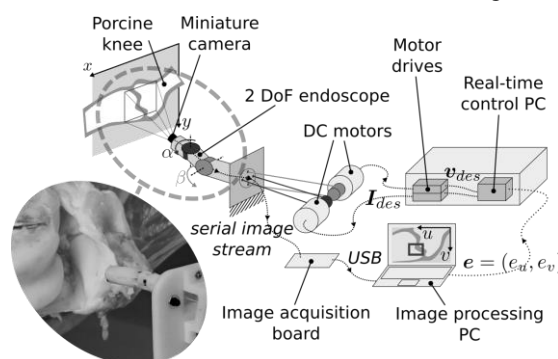 Porcine
knee
Miniature
camera
x
y
2 DoF endoscope
α
β
DC motors
Motor
drives
Real-time
control PC
v_des
I_des
serial image
stream
USB
u
v
e = (e_u, e_v)
Image acquisition
board
Image processing
PC